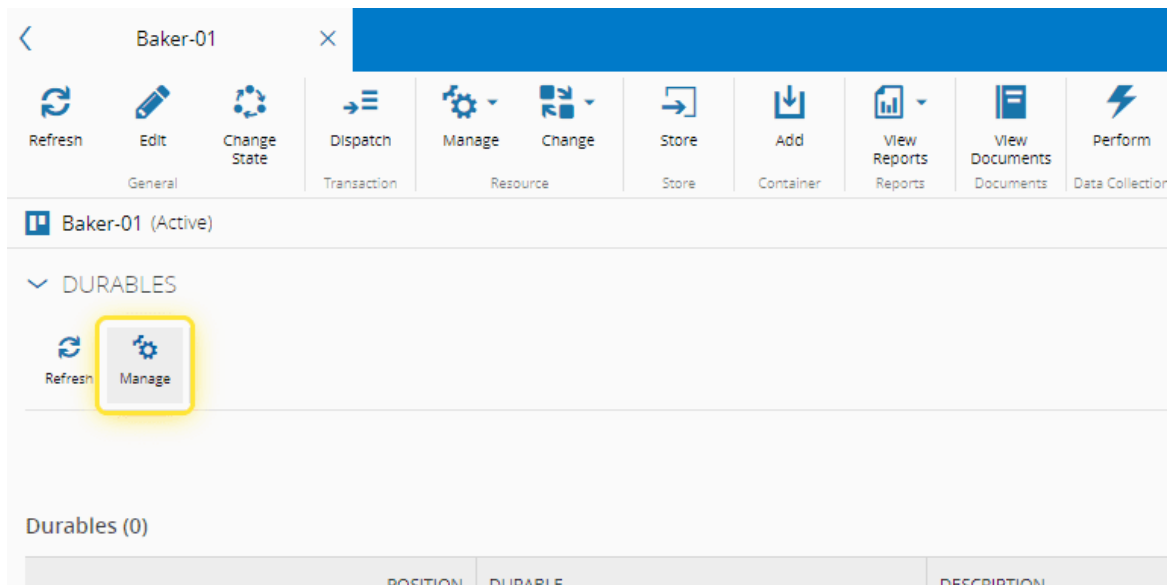 Baker-01
Refresh
Edit
Change
State
Dispatch
Manage
Change
Store
Add
View
Reports
View
Documents
Perform
General
Transaction
Resource
Store
Container
Reports
Documents
Data Collection
Baker-01 (Active)
DURABLES
Refresh
Manage
Durables (0)
POSITION
DURABLE
DESCRIPTION